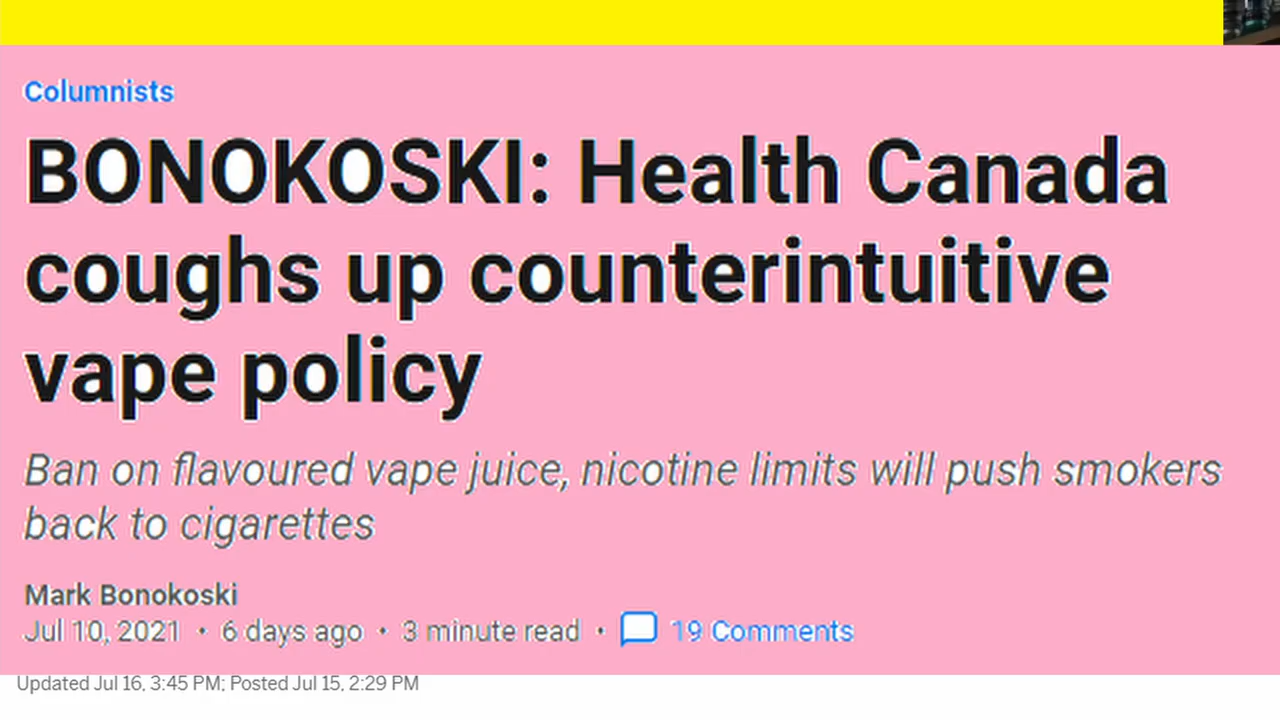 Columnists
BONOKOSKI: Health Canada
coughs up counterintuitive
vape policy
Ban on flavoured vape juice, nicotine limits will push smokers
back to cigarettes
Mark Bonokoski
Jul 10, 2021 • 6 days ago • 3 minute read • 19 Comments
Updated Jul 16, 3:45 PM; Posted Jul 15, 2:29 PM